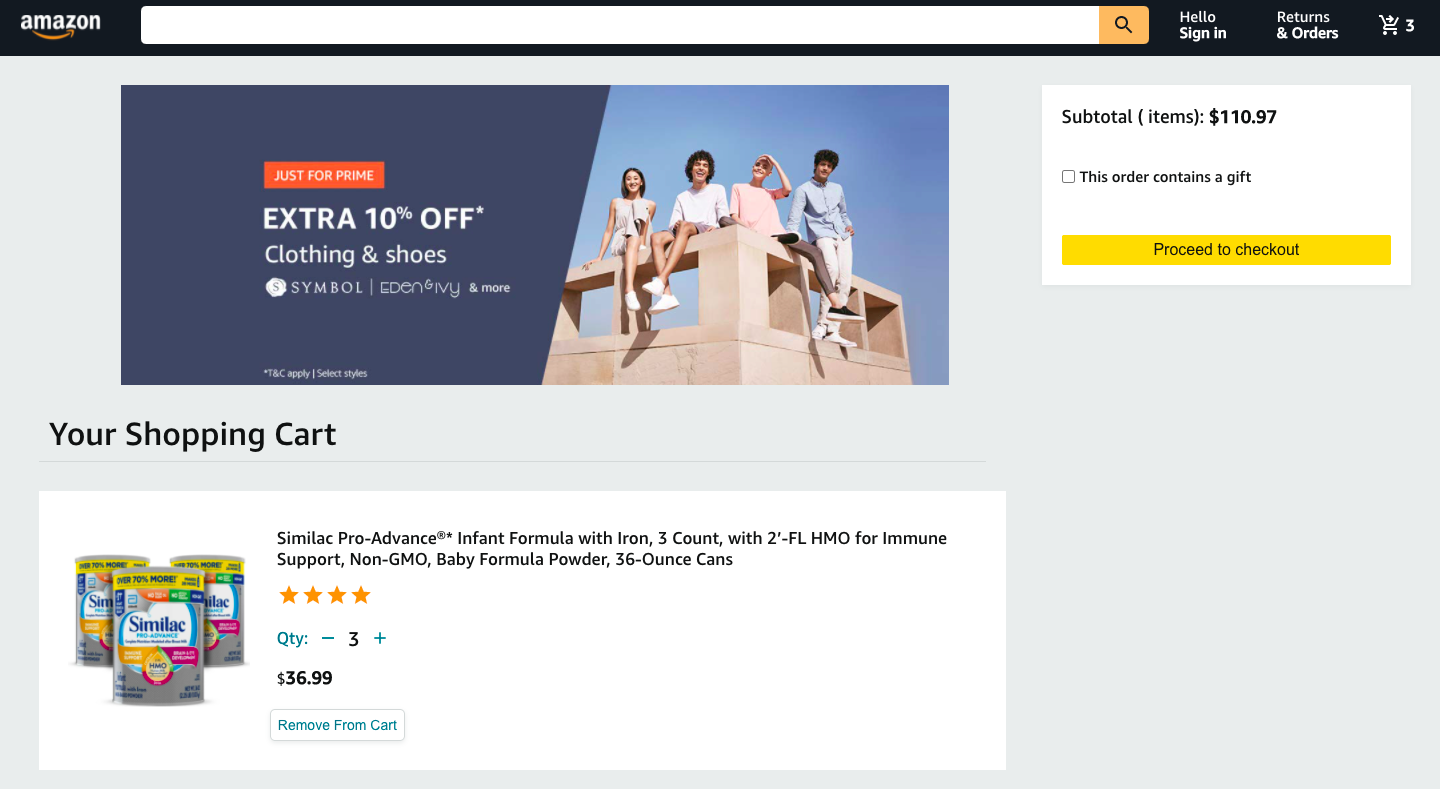 amazon
Hello
Sign in
Returns
& Orders
3
JUST FOR PRIME
EXTRA 10% OFF*
Clothing & shoes
S SYMBOL | EDEN & IVY & more
*T&C apply | Select styles
Subtotal ( items): $110.97
This order contains a gift
Proceed to checkout
Your Shopping Cart
Similac Pro-Advance®* Infant Formula with Iron, 3 Count, with 2’-FL HMO for Immune
Support, Non-GMO, Baby Formula Powder, 36-Ounce Cans
OVER 70% MORE!
Similac
PRO-ADVANCE
HMO
Qty: − 3 +
$36.99
Remove From Cart